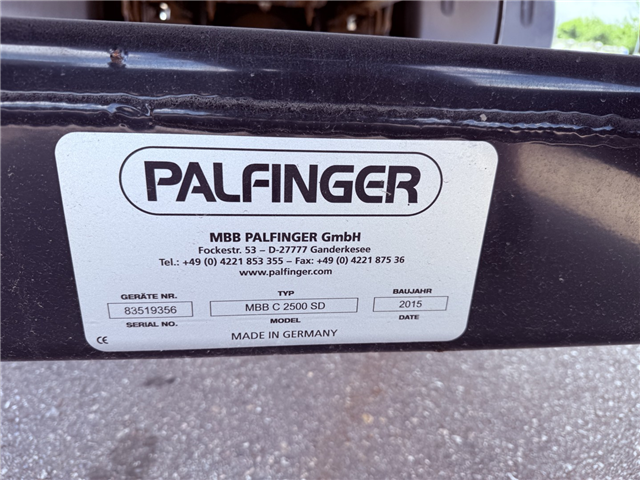 PALFINGER
MBB PALFINGER GmbH
Fockestr. 53 – D-27777 Ganderkesee
Tel.: +49 (0) 4221 853 355 – Fax: +49 (0) 4221 875 36
www.palfinger.com
GERÄTE NR. TYP BAUJAHR
83519356 MBB C 2500 SD 2015
SERIAL NO. MODEL DATE
CE MADE IN GERMANY